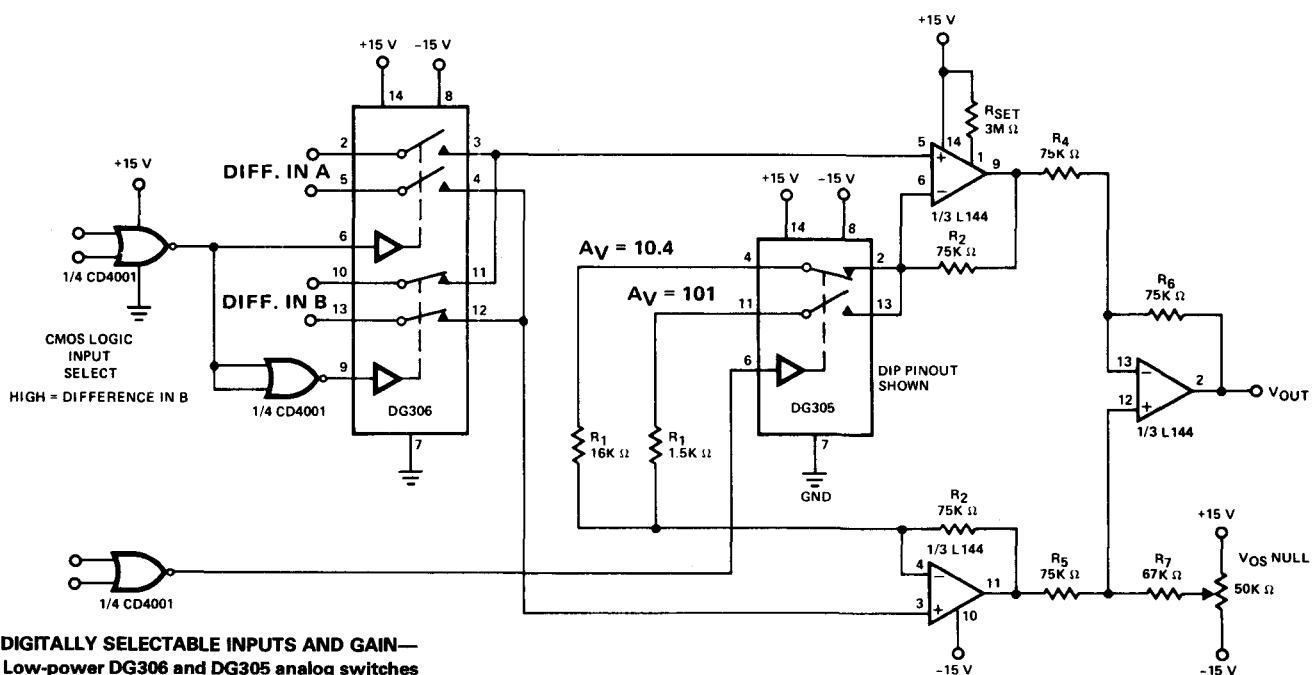 +15 V
-15 V
14
8
2
3
DIFF. IN A
5
4
6
10
11
DIFF. IN B
13
12
9
DG306
7
+15 V
1/4 CD4001
CMOS LOGIC
INPUT
SELECT
HIGH = DIFFERENCE IN B
1/4 CD4001
1/4 CD4001
+15 V
RSET
3M Ω
14
1
5
+
6
−
9
1/3 L144
R4
75K Ω
R2
75K Ω
+15 V
-15 V
14
8
AV = 10.4
4
2
AV = 101
11
13
6
DIP PINOUT
SHOWN
DG305
7
GND
R1
16K Ω
R1
1.5K Ω
R6
75K Ω
13
−
12
+
2
VOUT
1/3 L144
R2
75K Ω
1/3 L144
4
−
3
+
11
10
-15 V
R5
75K Ω
R7
67K Ω
+15 V
VOS NULL
50K Ω
-15 V
DIGITALLY SELECTABLE INPUTS AND GAIN—
Low-power DG306 and DG305 analog switches